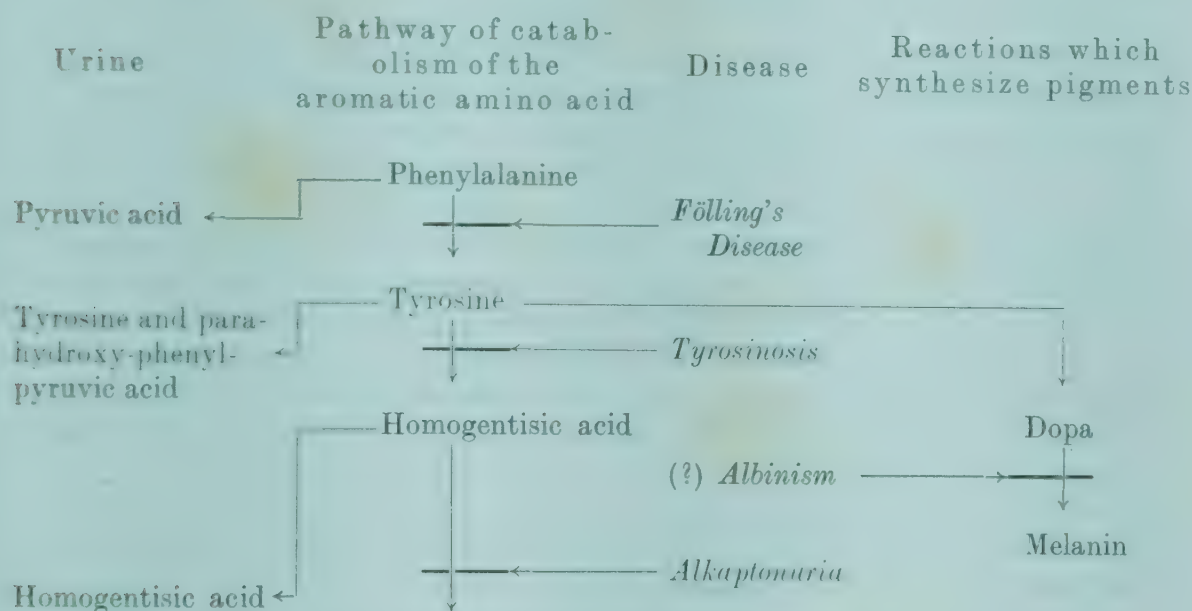 Urine
Pathway of catab-
olism of the
aromatic amino acid
Disease
Reactions which
synthesize pigments
Phenylalanine
Pyruvic acid
Fölling's
Disease
Tyrosine
Tyrosine and para-
hydroxy-phenyl-
pyruvic acid
Tyrosinosis
Homogentisic acid
Dopa
(?) Albinism
Melanin
Alkaptonuria
Homogentisic acid